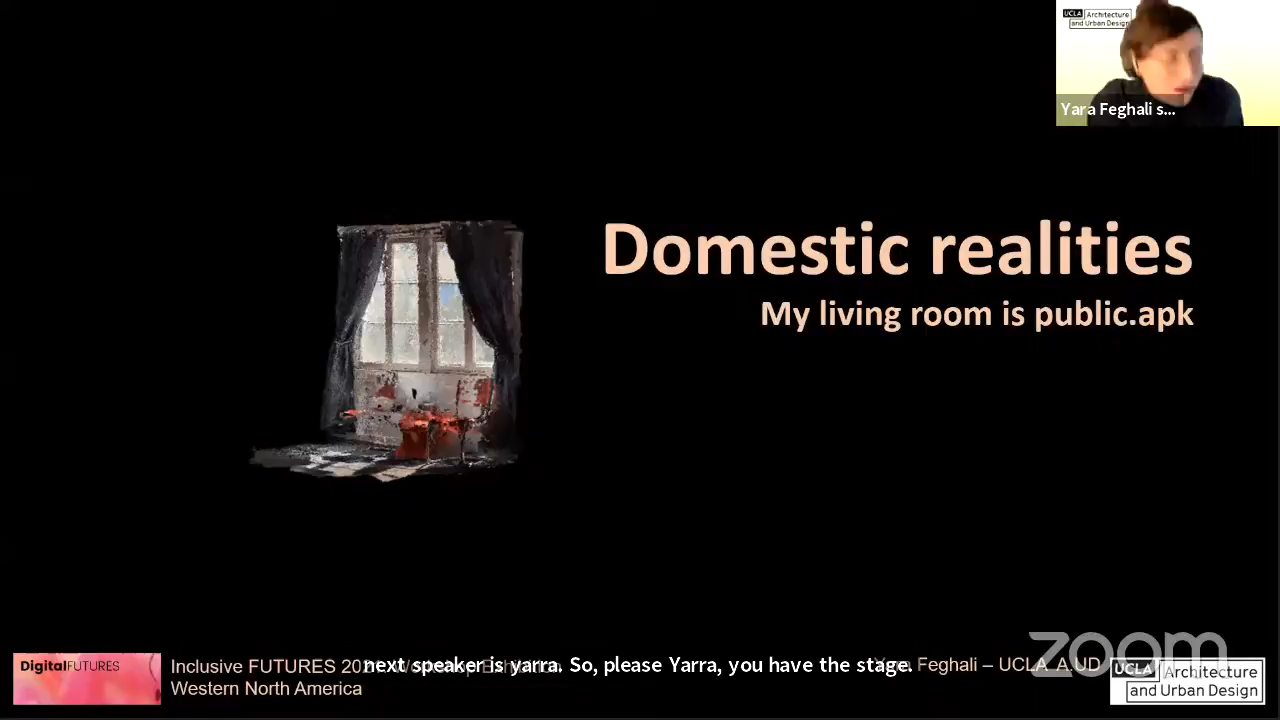 UCLA Architecture
and Urban Design
Yara Feghali s...
Domestic realities
My living room is public.apk
zoom
DigitalFUTURES
Inclusive FUTURES
Western North America
next speaker is yarra. So, please Yarra, you have the stage.
Feghali – UCLA A.UD
UCLA Architecture
and Urban Design